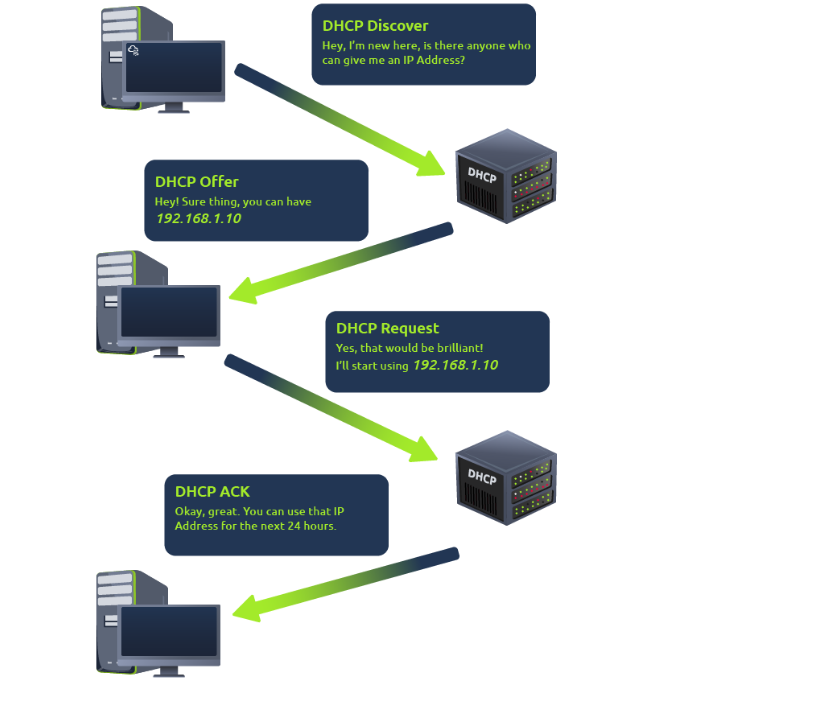 DHCP Discover
Hey, I'm new here, is there anyone who
can give me an IP Address?
DHCP
DHCP Offer
Hey! Sure thing, you can have
192.168.1.10
DHCP Request
Yes, that would be brilliant!
I'll start using 192.168.1.10
DHCP
DHCP ACK
Okay, great. You can use that IP
Address for the next 24 hours.